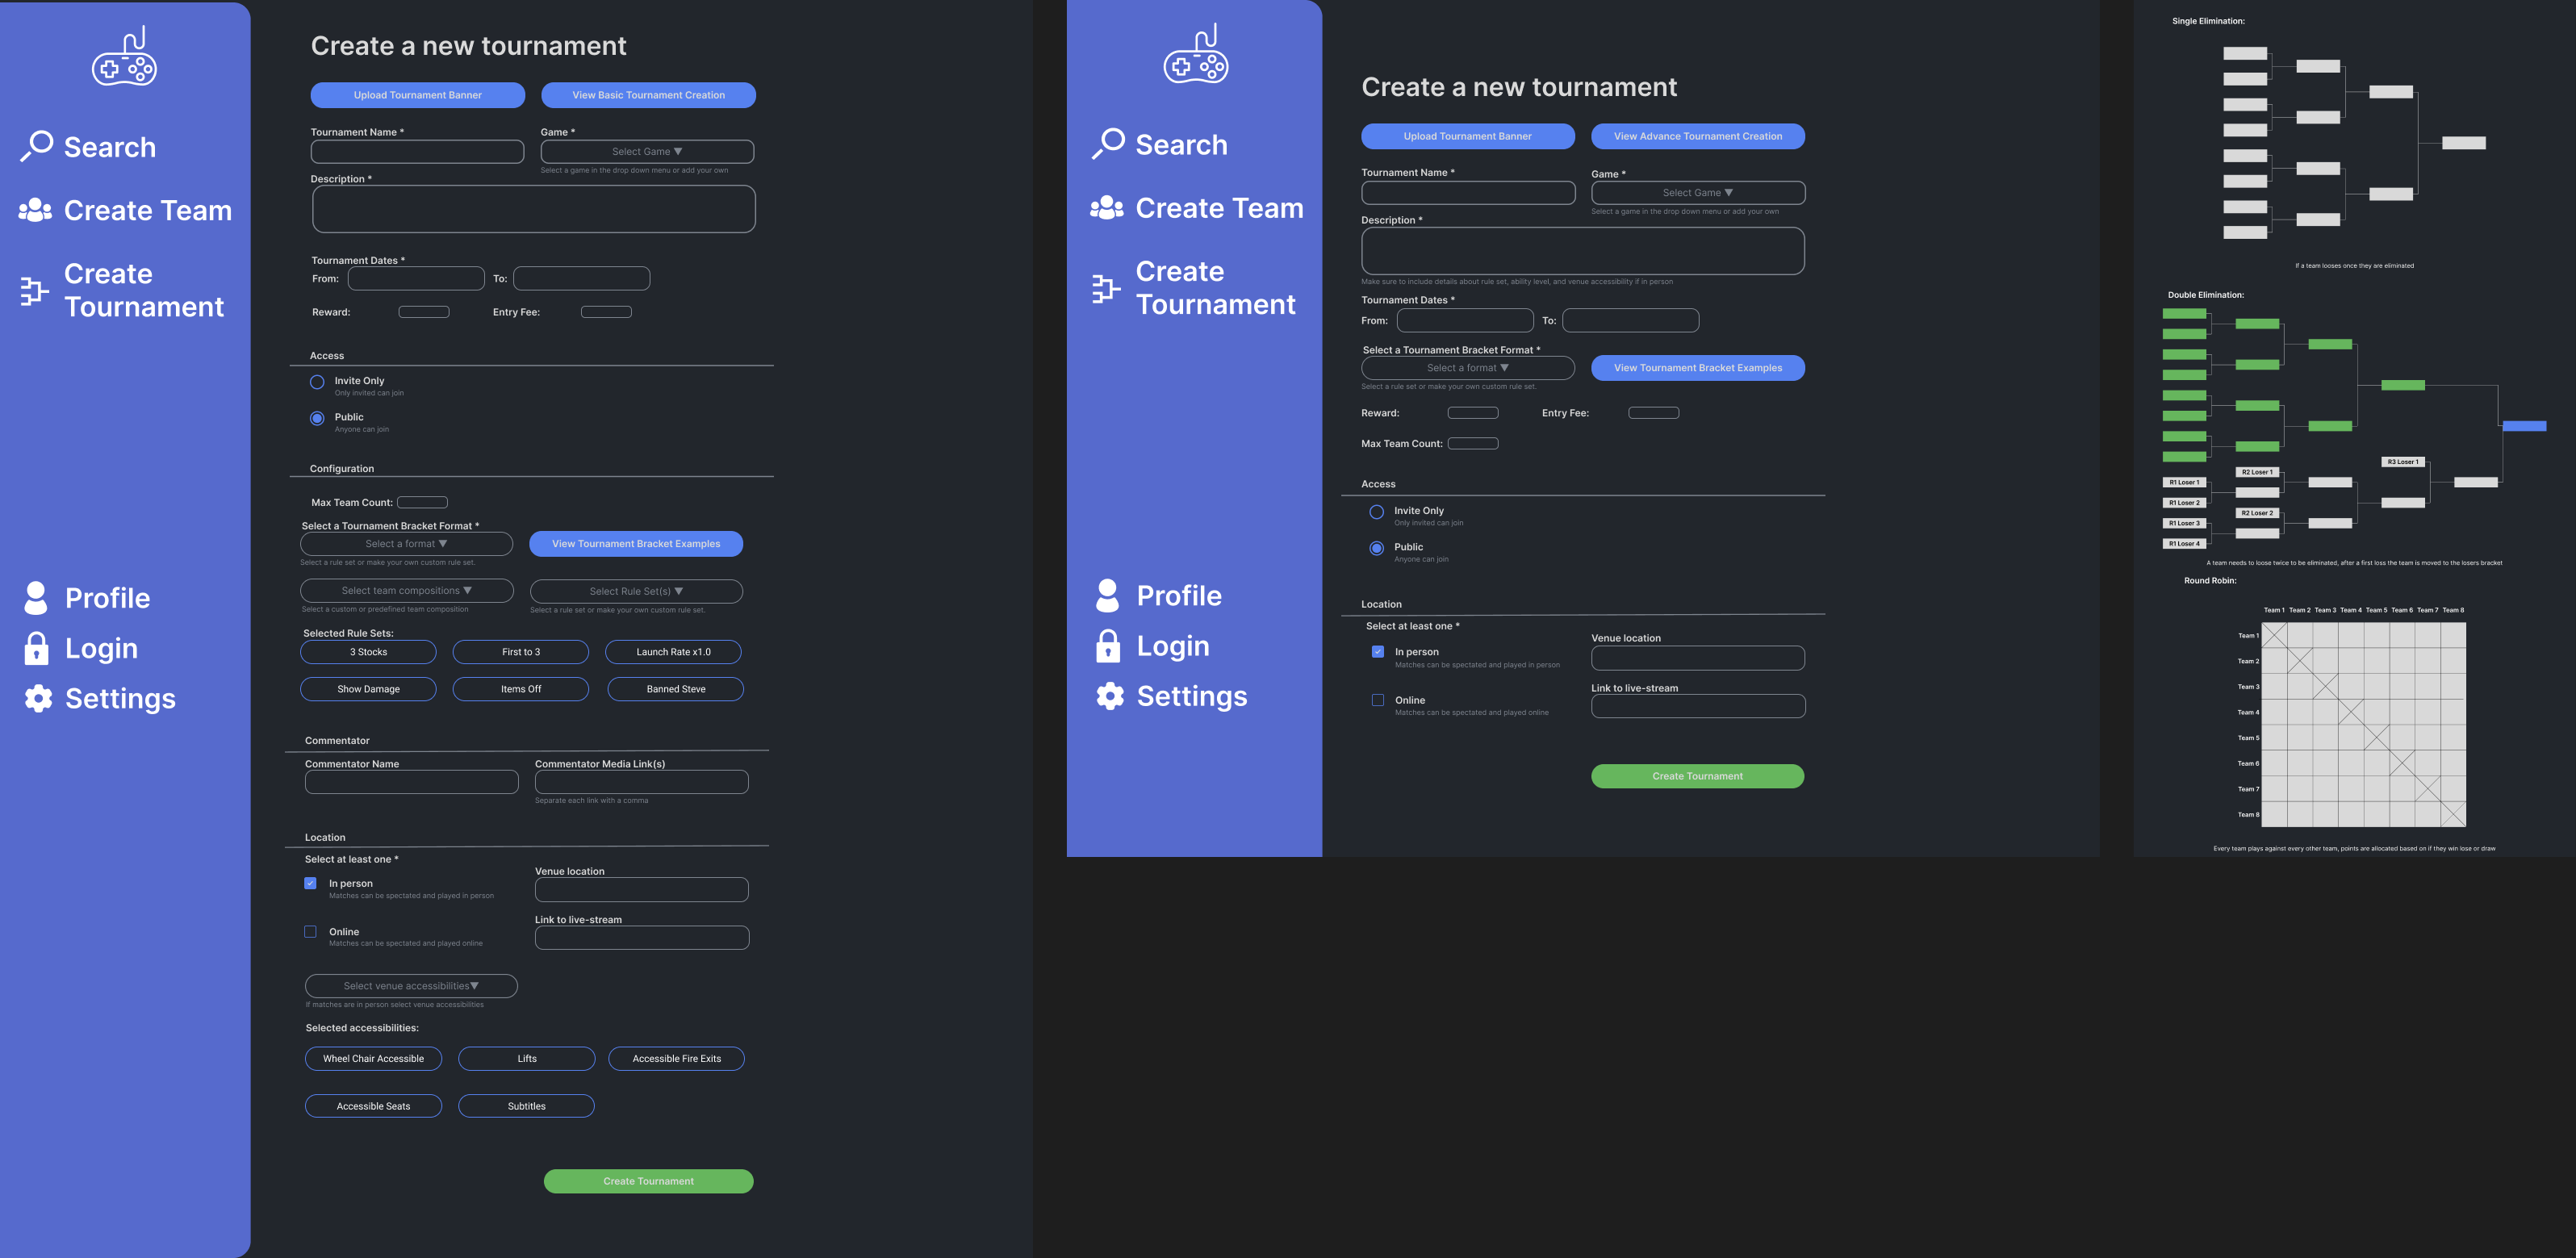 Search
Create Team
Create
Tournament
Profile
Login
Settings
Create a new tournament
Upload Tournament Banner
View Basic Tournament Creation
Tournament Name *
Game *
Select Game ▼
Select a game in the drop down menu or add your own
Description *
Tournament Dates *
From:
To:
Reward:
Entry Fee:
Access
Invite Only
Only invited can join
Public
Anyone can join
Configuration
Max Team Count:
Select a Tournament Bracket Format *
Select a format ▼
View Tournament Bracket Examples
Select a rule set or make your own custom rule set.
Select team compositions ▼
Select Rule Set(s) ▼
Select a custom or predefined team composition
Select a rule set or make your own custom rule set.
Selected Rule Sets:
3 Stocks
First to 3
Launch Rate x1.0
Show Damage
Items Off
Banned Steve
Commentator
Commentator Name
Commentator Media Link(s)
Separate each link with a comma
Location
Select at least one *
In person
Matches can be spectated and played in person
Venue location
Online
Matches can be spectated and played online
Link to live-stream
Select venue accessibilities▼
If matches are in person select venue accessibilities
Selected accessibilities:
Wheel Chair Accessible
Lifts
Accessible Fire Exits
Accessible Seats
Subtitles
Create Tournament
Search
Create Team
Create
Tournament
Profile
Login
Settings
Create a new tournament
Upload Tournament Banner
View Advance Tournament Creation
Tournament Name *
Game *
Select Game ▼
Select a game in the drop down menu or add your own
Description *
Make sure to include details about rule set, ability level, and venue accessibility if in person
Tournament Dates *
From:
To:
Select a Tournament Bracket Format *
Select a format ▼
View Tournament Bracket Examples
Select a rule set or make your own custom rule set.
Reward:
Entry Fee:
Max Team Count:
Access
Invite Only
Only invited can join
Public
Anyone can join
Location
Select at least one *
In person
Matches can be spectated and played in person
Venue location
Online
Matches can be spectated and played online
Link to live-stream
Create Tournament
Single Elimination:
If a team looses once they are eliminated
Double Elimination:
R3 Loser 1
R2 Loser 1
R1 Loser 1
R1 Loser 2
R2 Loser 2
R1 Loser 3
R1 Loser 4
A team needs to loose twice to be eliminated, after a first loss the team is moved to the losers bracket
Round Robin:
Team 1 Team 2 Team 3 Team 4 Team 5 Team 6 Team 7 Team 8
Team 1
Team 2
Team 3
Team 4
Team 5
Team 6
Team 7
Team 8
Every team plays against every other team, points are allocated based on if they win lose or draw